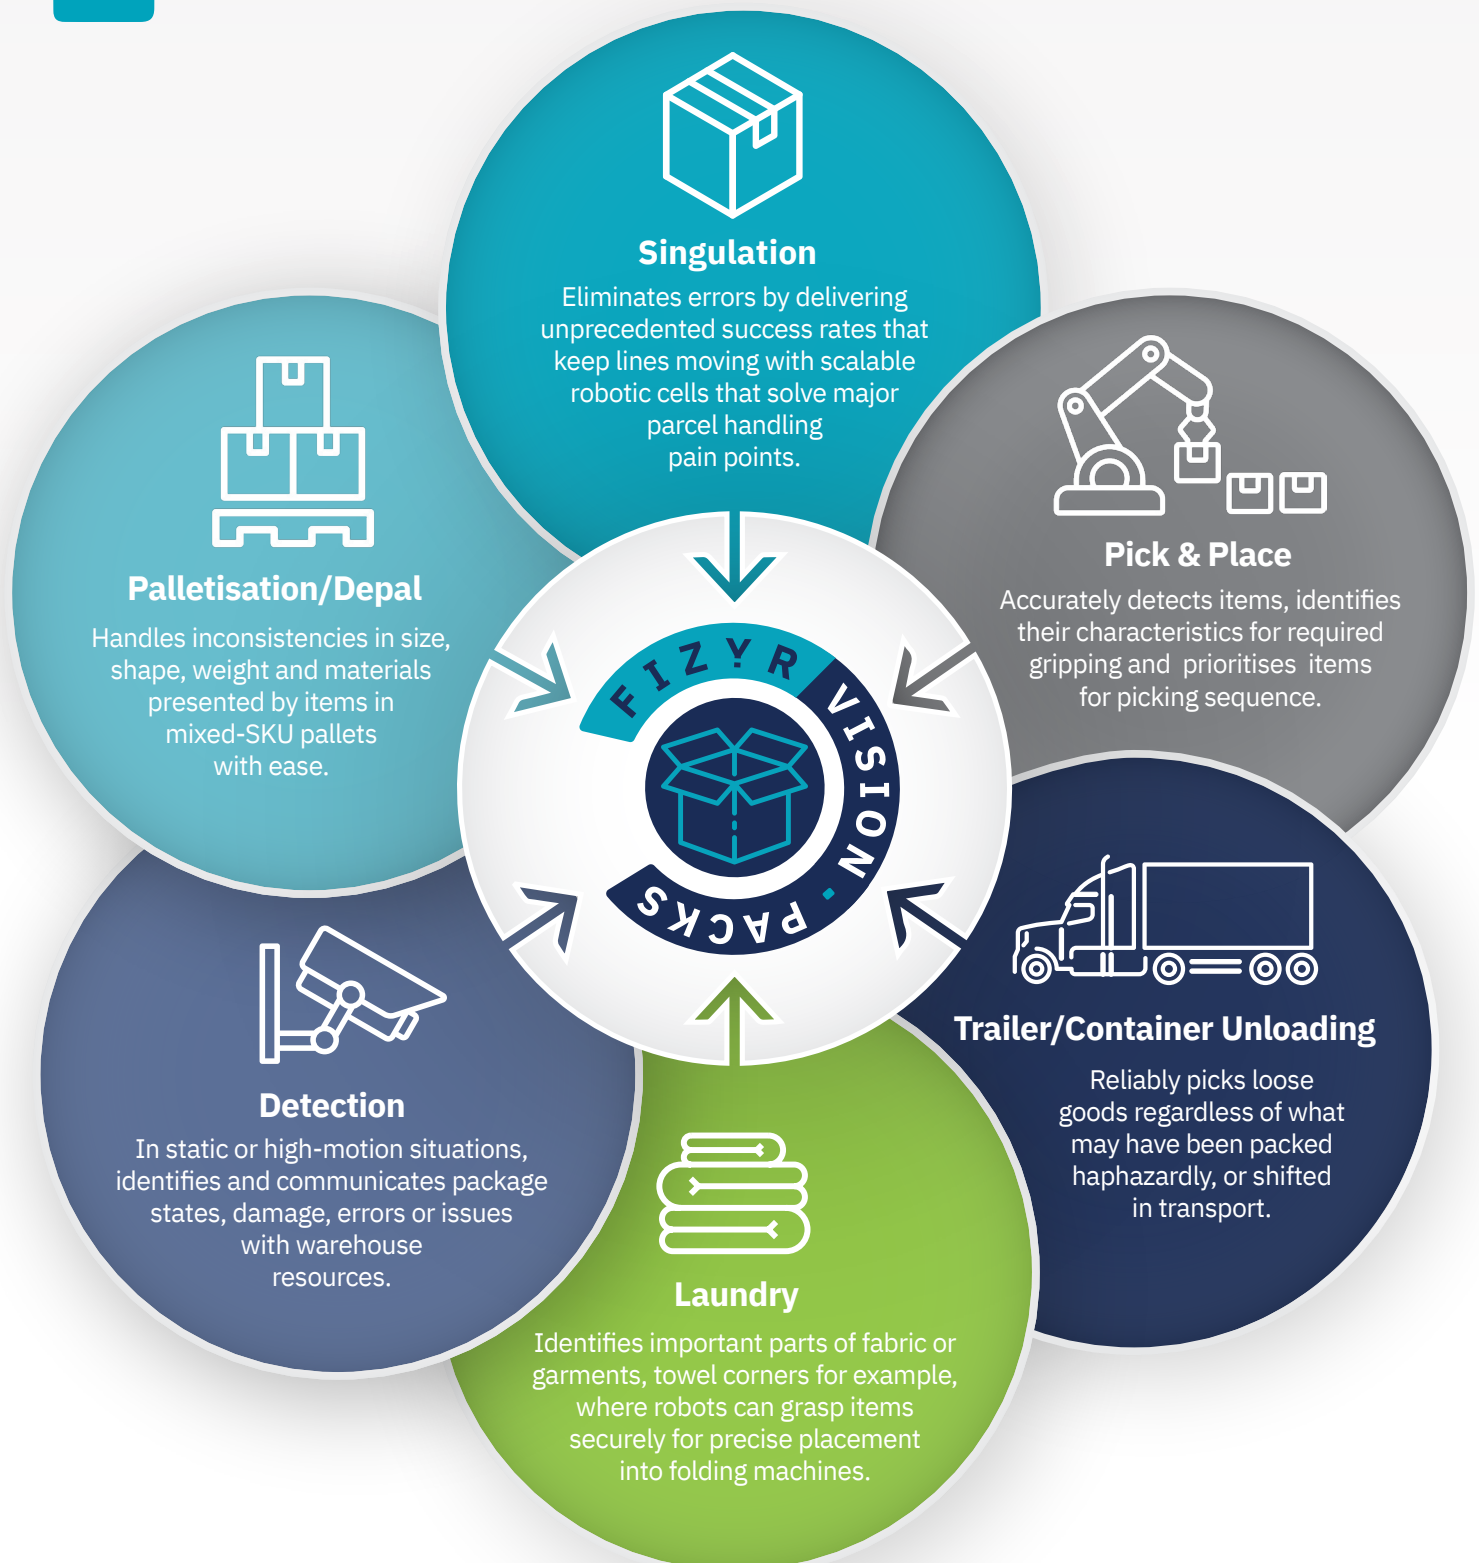 Singulation
Eliminates errors by delivering
unprecedented success rates that
keep lines moving with scalable
robotic cells that solve major
parcel handling
pain points.
Pick & Place
Accurately detects items, identifies
their characteristics for required
gripping and prioritises items
for picking sequence.
Trailer/Container Unloading
Reliably picks loose
goods regardless of what
may have been packed
haphazardly, or shifted
in transport.
Laundry
Identifies important parts of fabric or
garments, towel corners for example,
where robots can grasp items
securely for precise placement
into folding machines.
Detection
In static or high-motion situations,
identifies and communicates package
states, damage, errors or issues
with warehouse
resources.
Palletisation/Depal
Handles inconsistencies in size,
shape, weight and materials
presented by items in
mixed-SKU pallets
with ease.
FIZYR VISION · PACKS